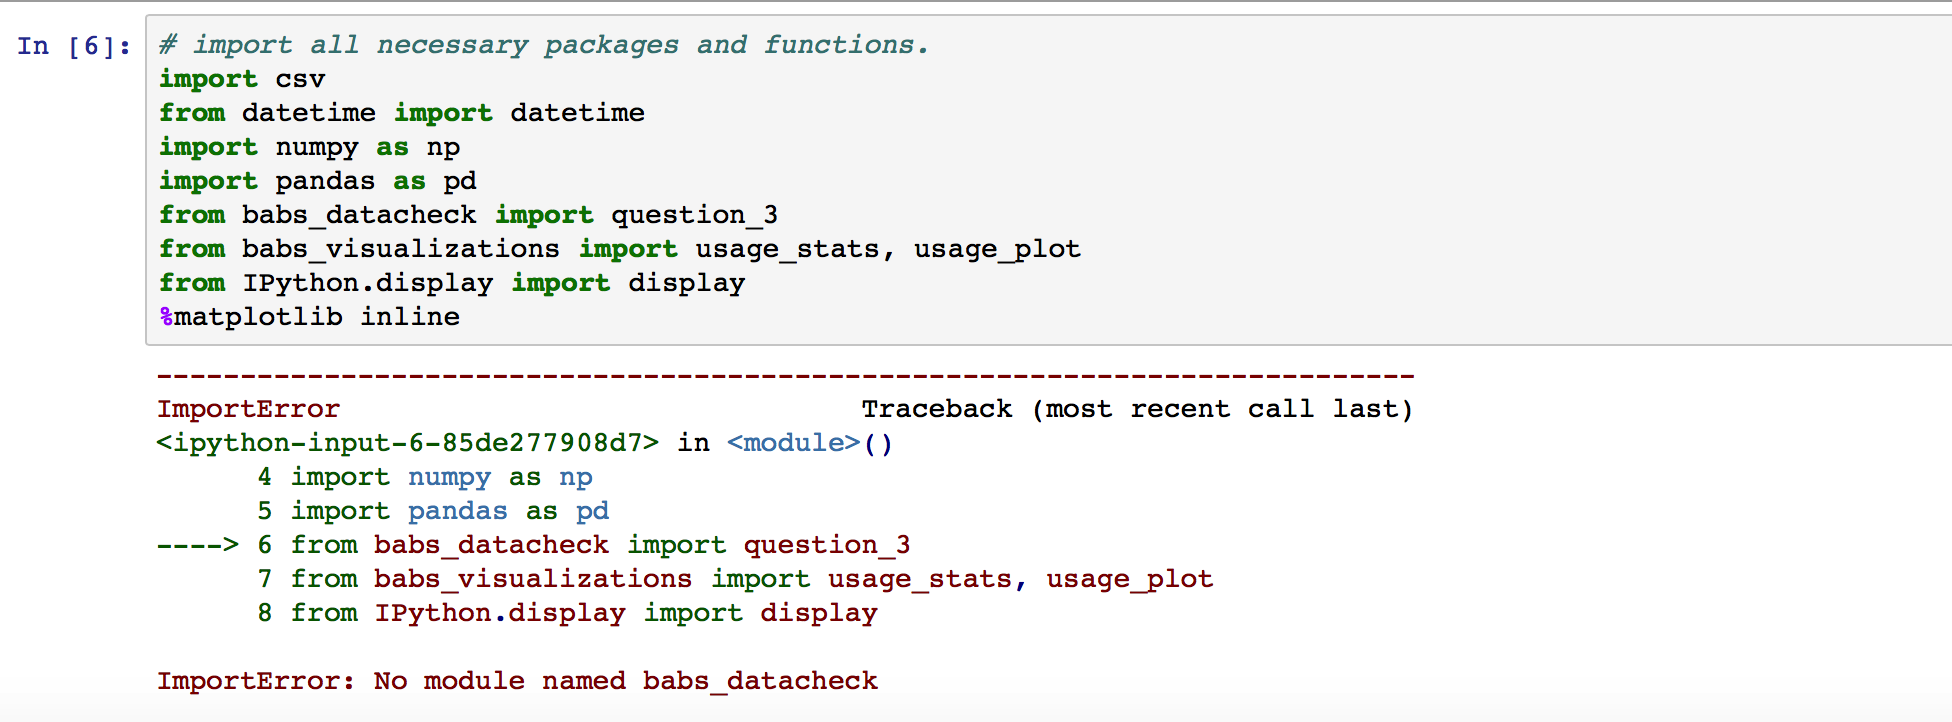 In [6]: # import all necessary packages and functions.
import csv
from datetime import datetime
import numpy as np
import pandas as pd
from babs_datacheck import question_3
from babs_visualizations import usage_stats, usage_plot
from IPython.display import display
%matplotlib inline
---------------------------------------------------------------------------
ImportError                               Traceback (most recent call last)
<ipython-input-6-85de277908d7> in <module>()
      4 import numpy as np
      5 import pandas as pd
----> 6 from babs_datacheck import question_3
      7 from babs_visualizations import usage_stats, usage_plot
      8 from IPython.display import display
ImportError: No module named babs_datacheck